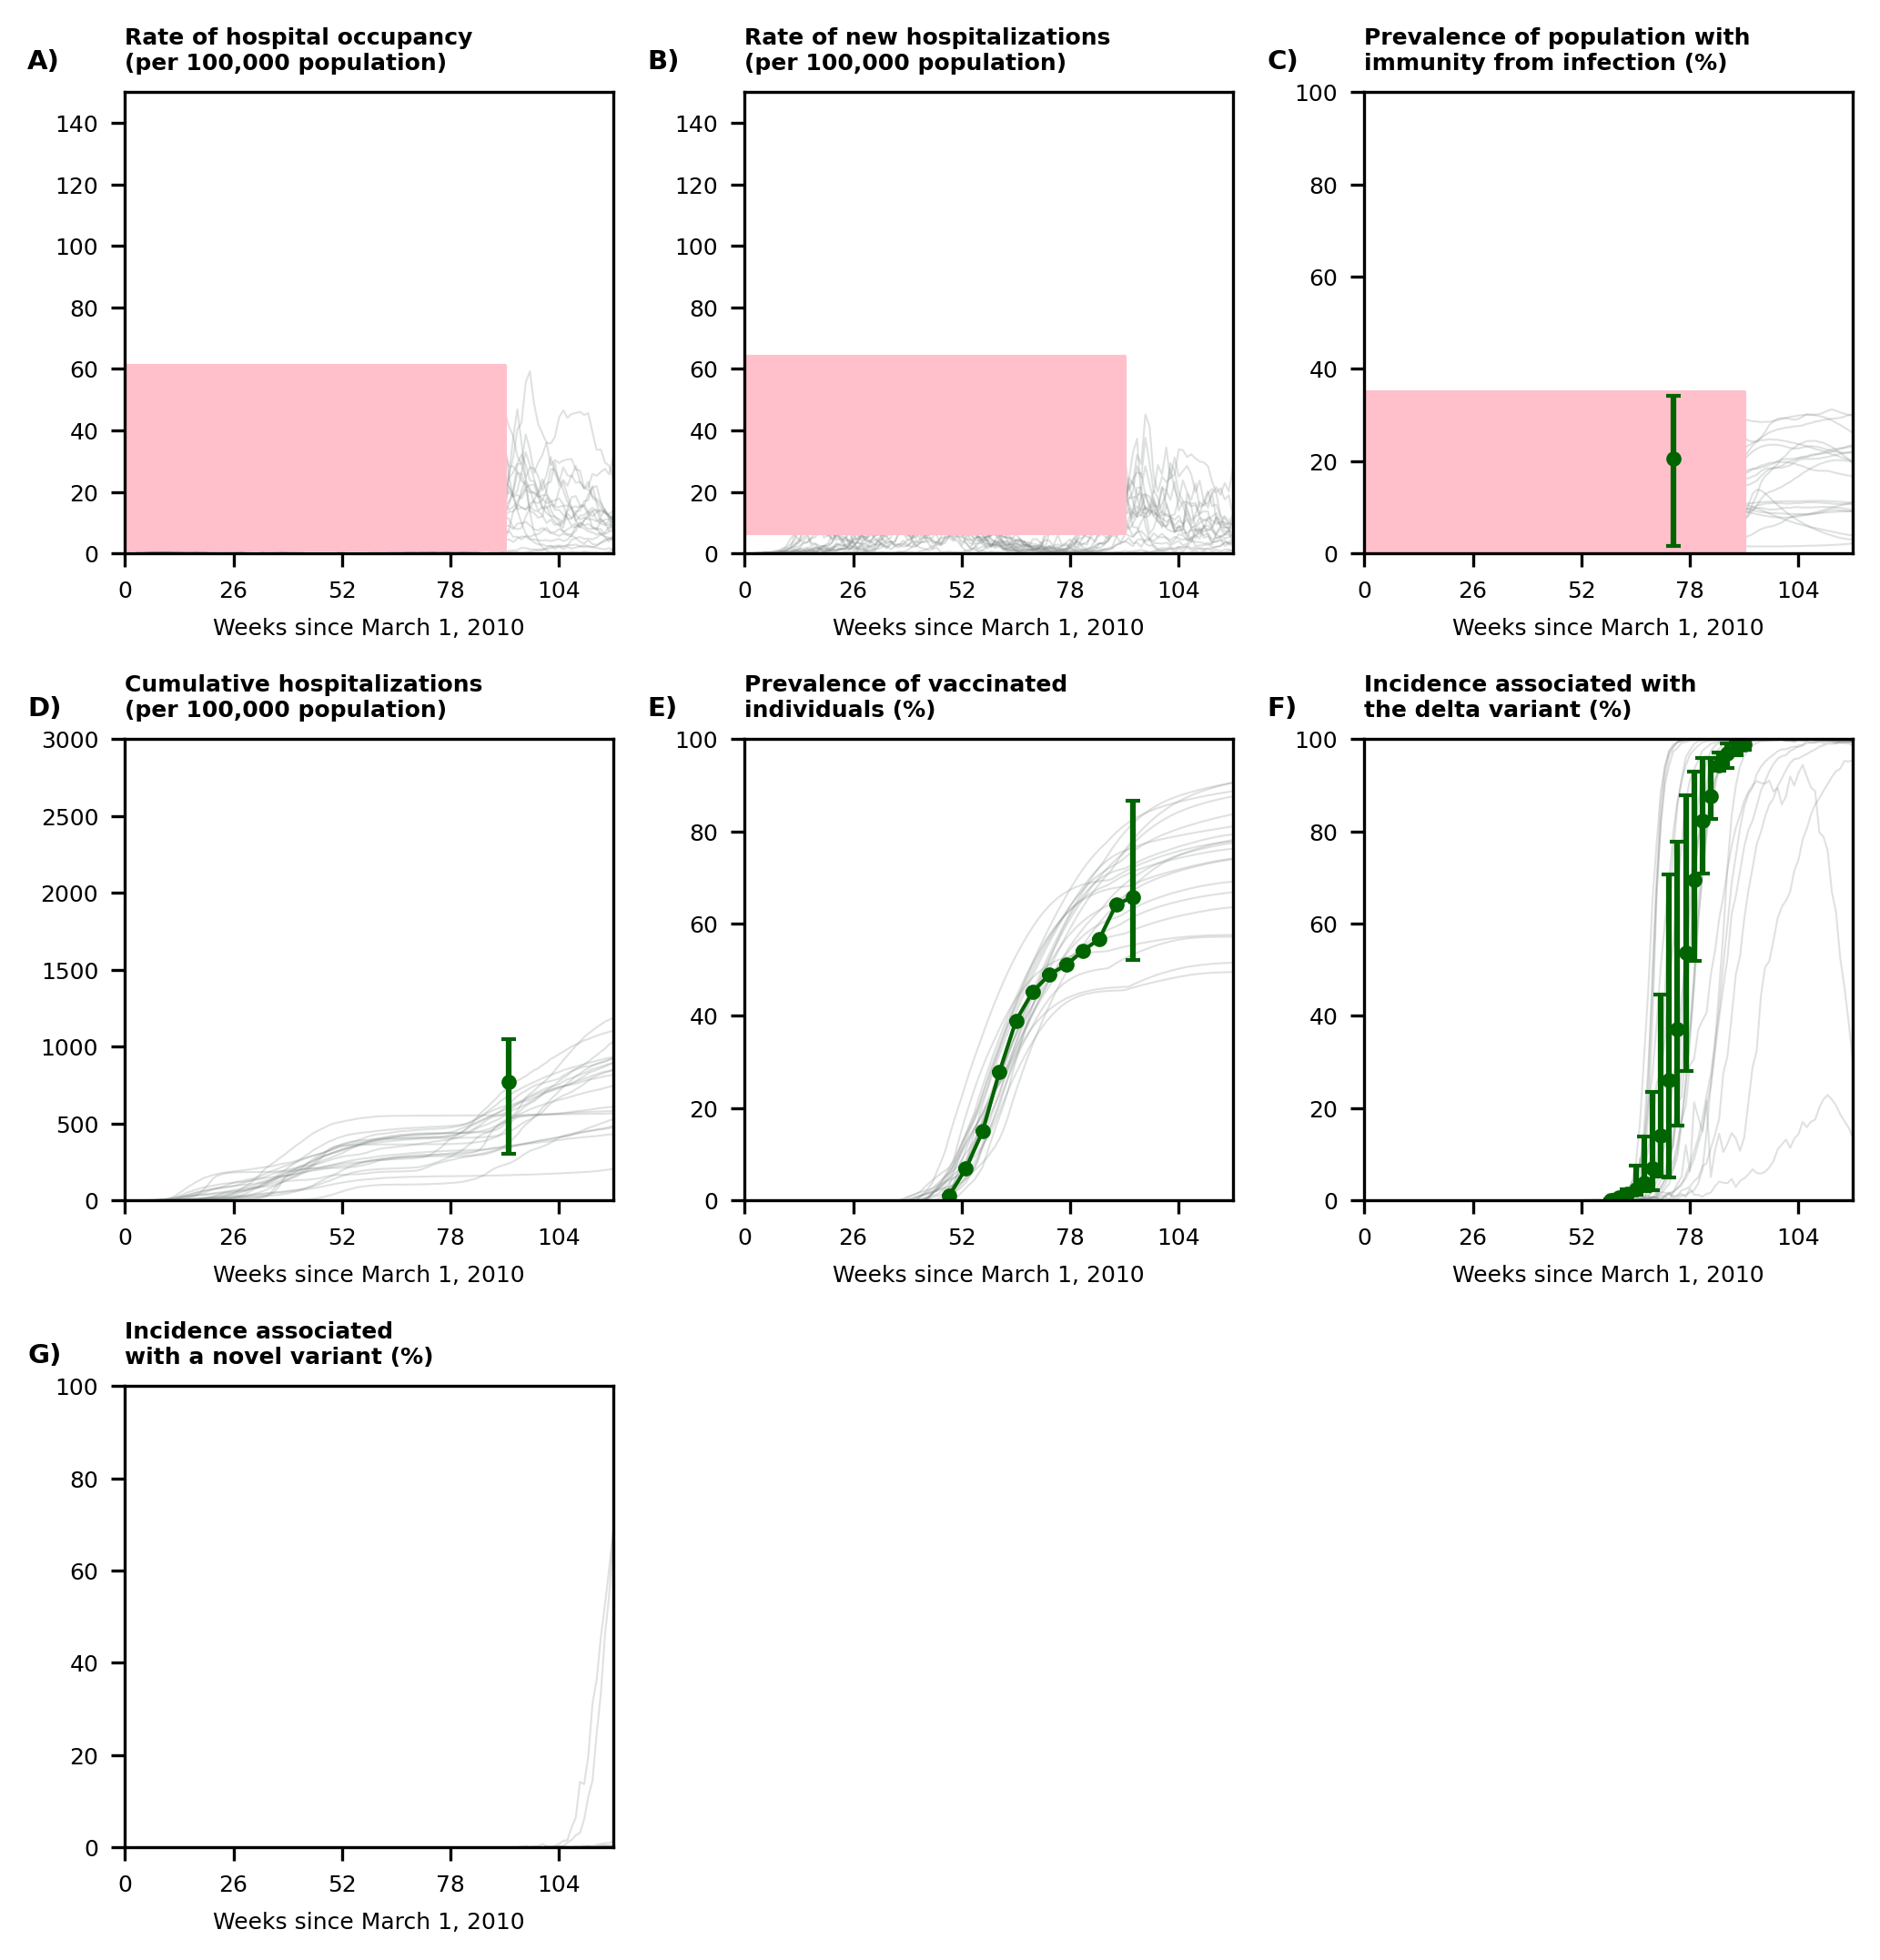 A)
Rate of hospital occupancy
(per 100,000 population)
140
120
100
80
60
40
20
0
0 26 52 78 104
Weeks since March 1, 2010
B)
Rate of new hospitalizations
(per 100,000 population)
140
120
100
80
60
40
20
0
0 26 52 78 104
Weeks since March 1, 2010
C)
Prevalence of population with
immunity from infection (%)
100
80
60
40
20
0
0 26 52 78 104
Weeks since March 1, 2010
D)
Cumulative hospitalizations
(per 100,000 population)
3000
2500
2000
1500
1000
500
0
0 26 52 78 104
Weeks since March 1, 2010
E)
Prevalence of vaccinated
individuals (%)
100
80
60
40
20
0
0 26 52 78 104
Weeks since March 1, 2010
F)
Incidence associated with
the delta variant (%)
100
80
60
40
20
0
0 26 52 78 104
Weeks since March 1, 2010
G)
Incidence associated
with a novel variant (%)
100
80
60
40
20
0
0 26 52 78 104
Weeks since March 1, 2010